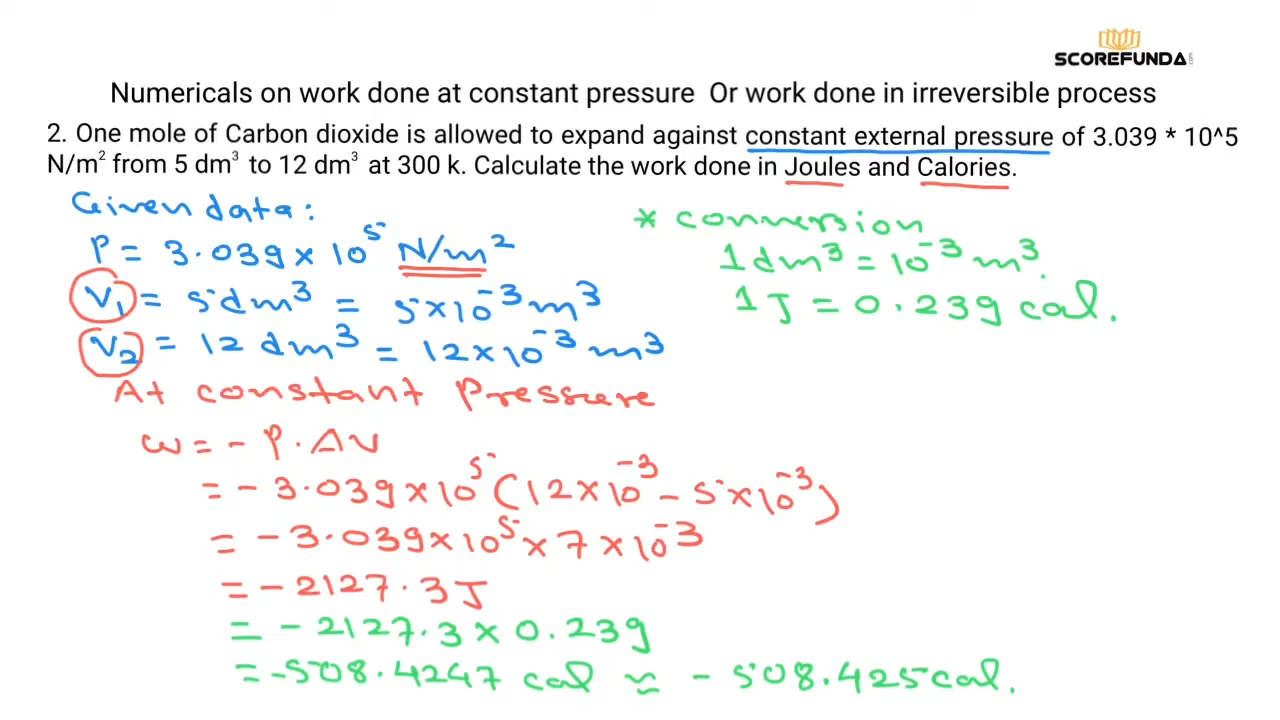 SCOREFUNDA.com
Numericals on work done at constant pressure Or work done in irreversible process
2. One mole of Carbon dioxide is allowed to expand against constant external pressure of 3.039 * 10^5
N/m² from 5 dm³ to 12 dm³ at 300 k. Calculate the work done in Joules and Calories.
Given data:
P = 3.039 × 10⁵ N/m²
V₁ = 5 dm³ = 5×10⁻³ m³
V₂ = 12 dm³ = 12×10⁻³ m³
* conversion
1 dm³ = 10⁻³ m³.
1 J = 0.239 cal.
At constant Pressure
W = - P · ΔV
= - 3.039 × 10⁵ (12 × 10⁻³ - 5 × 10⁻³)
= - 3.039 × 10⁵ × 7 × 10⁻³
= - 2127.3 J
= - 2127.3 × 0.239
= -508.4247 cal ≈ - 508.425 cal.